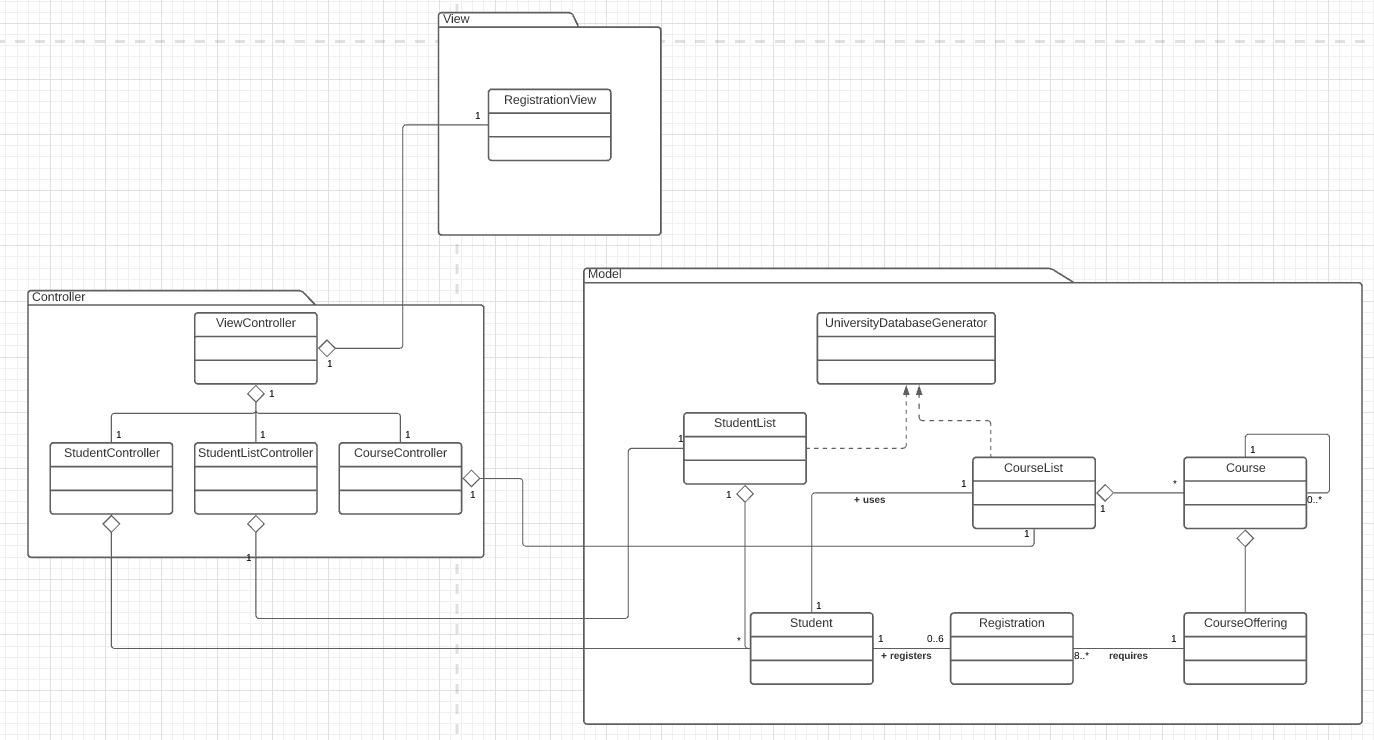 View
RegistrationView
1
Model
Controller
ViewController
UniversityDatabaseGenerator
1
1
StudentList
1
1
1
1
StudentController
StudentListController
CourseController
CourseList
Course
1
1
1
*
0..*
+ uses
1
1
1
1
1
*
Student
Registration
CourseOffering
1
0..6
1
+ registers
8..*
requires